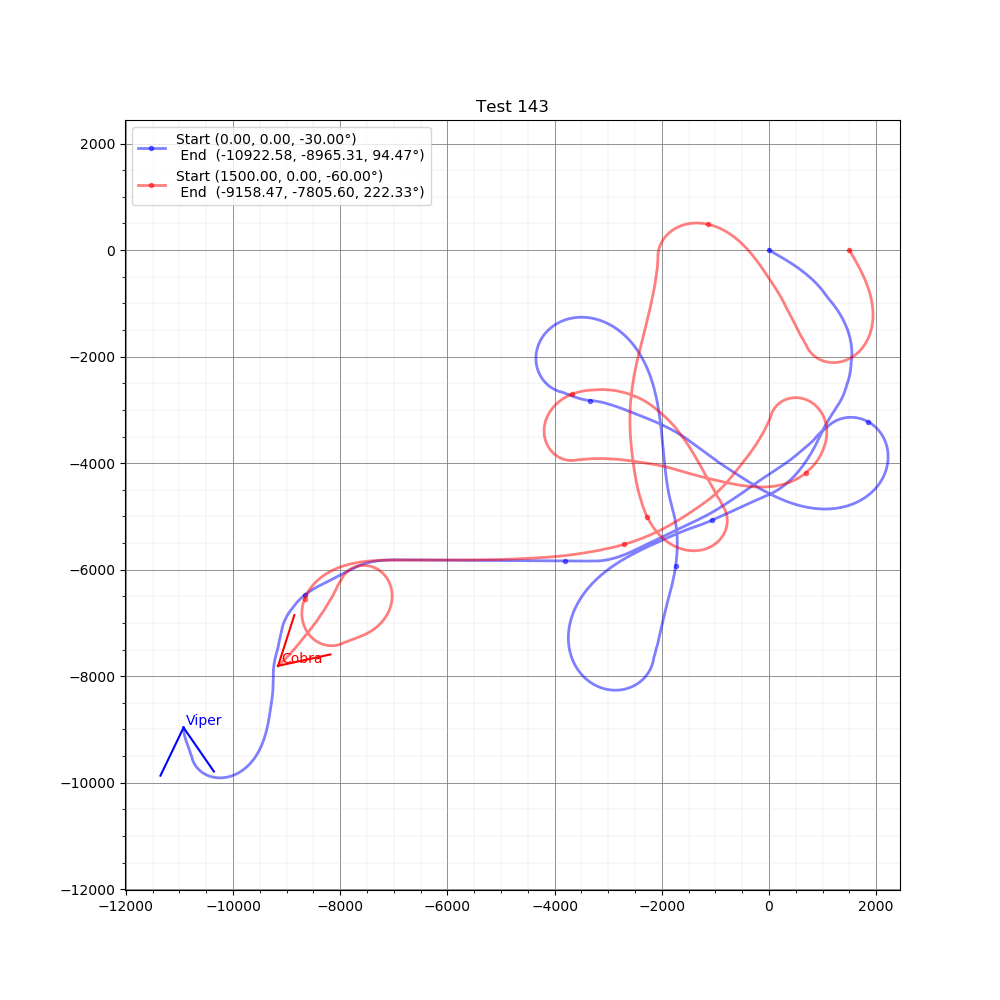 Test 143
Start (0.00, 0.00, -30.00°)
End (-10922.58, -8965.31, 94.47°)
Start (1500.00, 0.00, -60.00°)
End (-9158.47, -7805.60, 222.33°)
2000
0
−2000
−4000
−6000
−8000
−10000
−12000
Cobra
Viper
−12000 −10000 −8000 −6000 −4000 −2000 0 2000